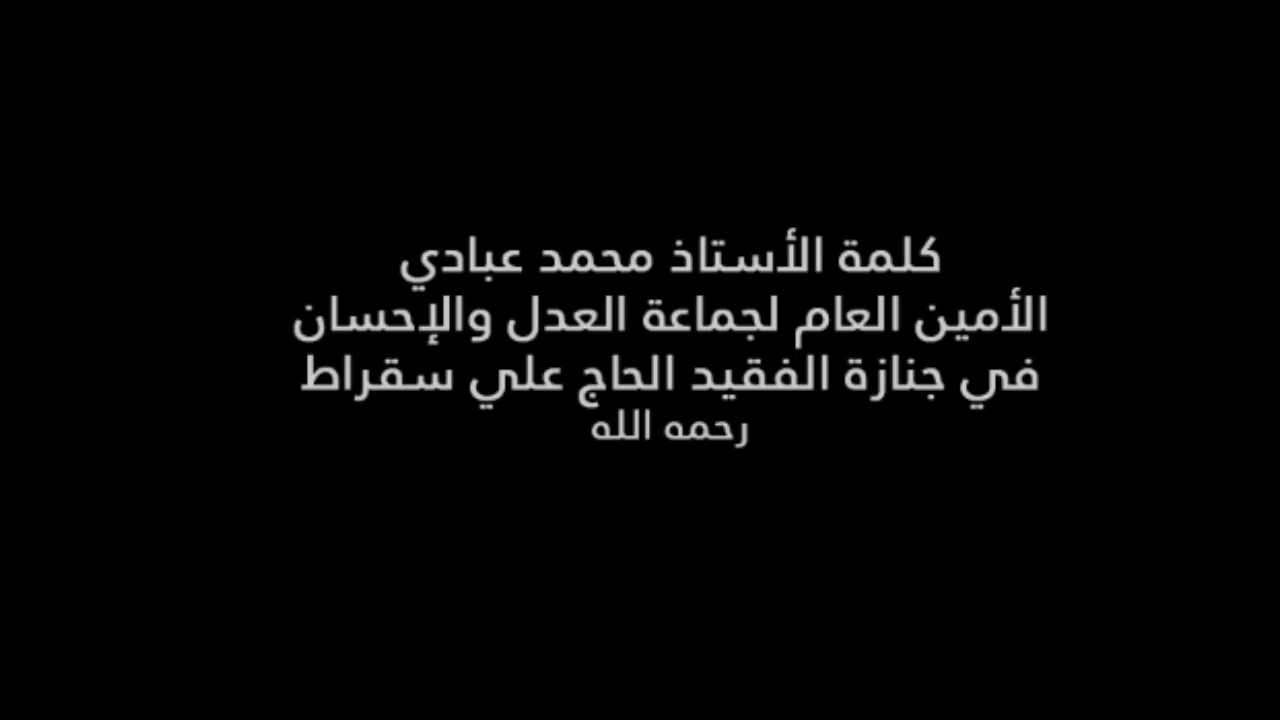 كلمة الأستاذ محمد عبادي
الأمين العام لجماعة العدل والإحسان
في جنازة الفقيد الحاج علي سقراط
رحمه الله